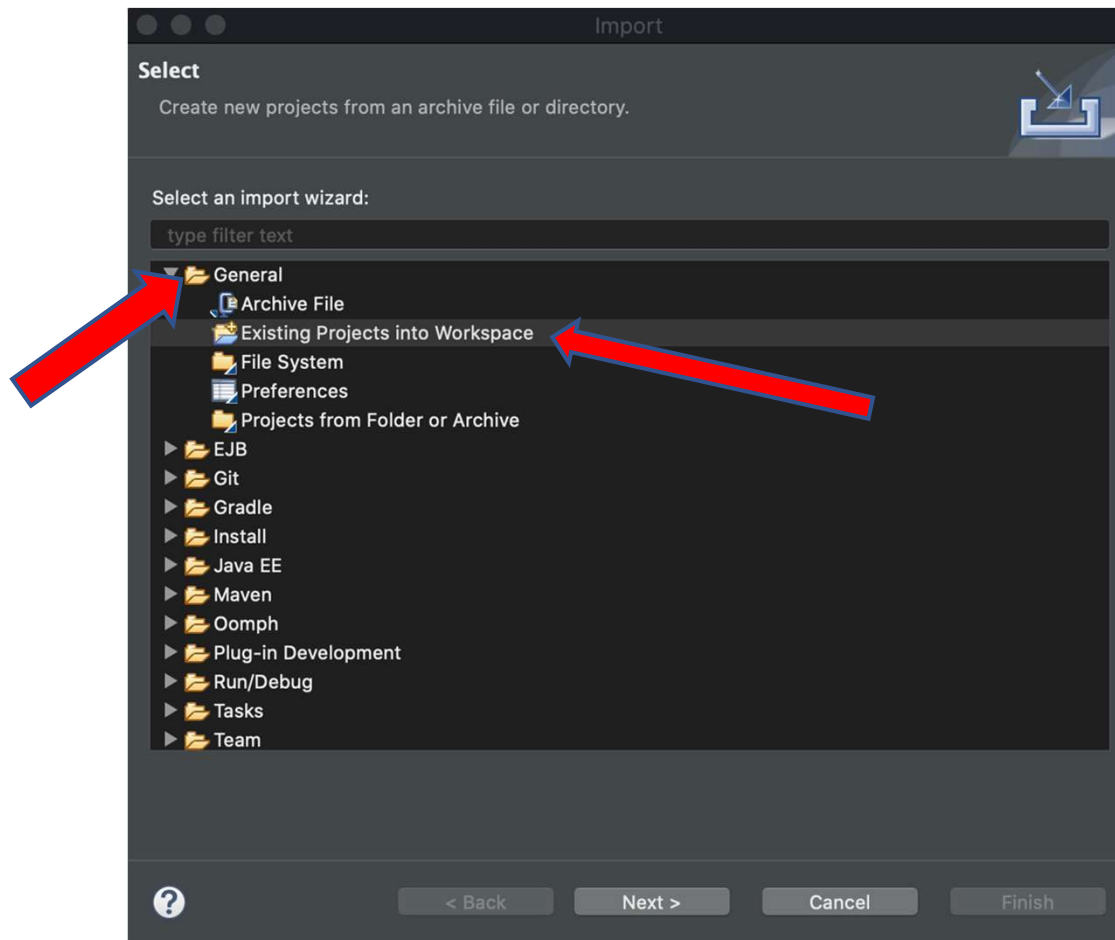 Import
Select
Create new projects from an archive file or directory.
Select an import wizard:
type filter text
General
Archive File
Existing Projects into Workspace
File System
Preferences
Projects from Folder or Archive
EJB
Git
Gradle
Install
Java EE
Maven
Oomph
Plug-in Development
Run/Debug
Tasks
Team
? < Back Next > Cancel Finish